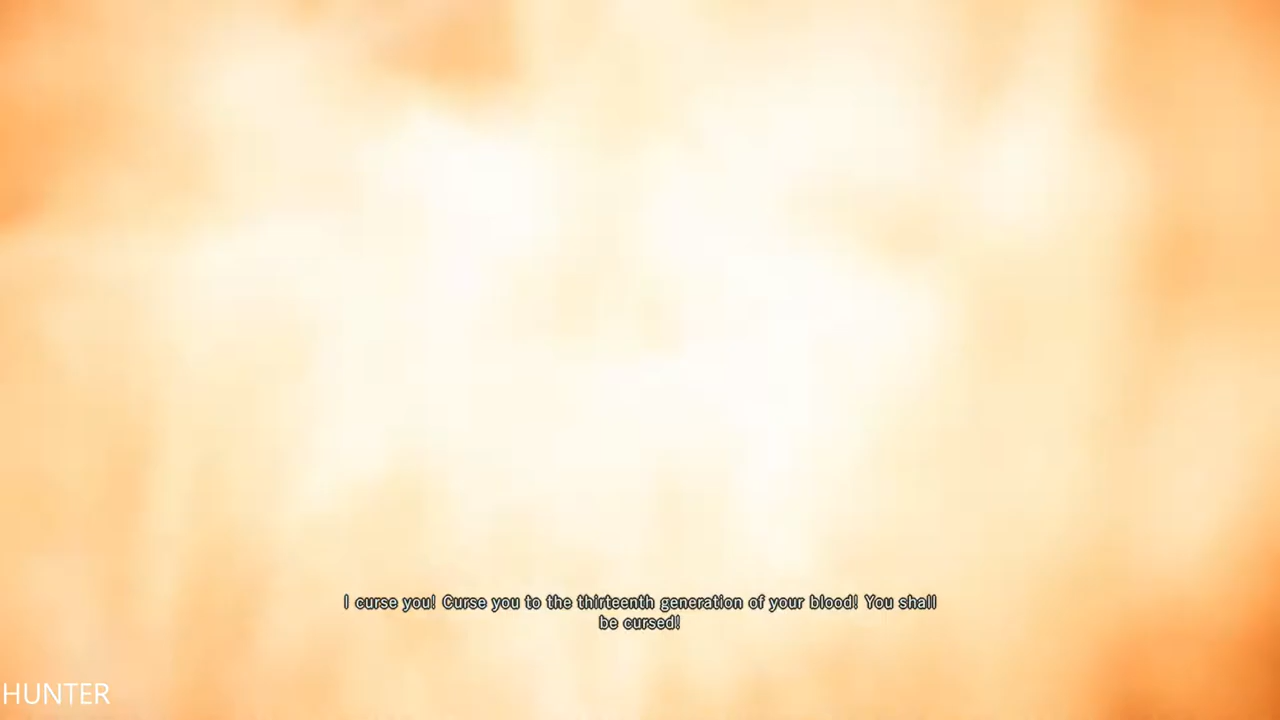 I curse you! Curse you to the thirteenth generation of your blood! You shall
be cursed!
HUNTER